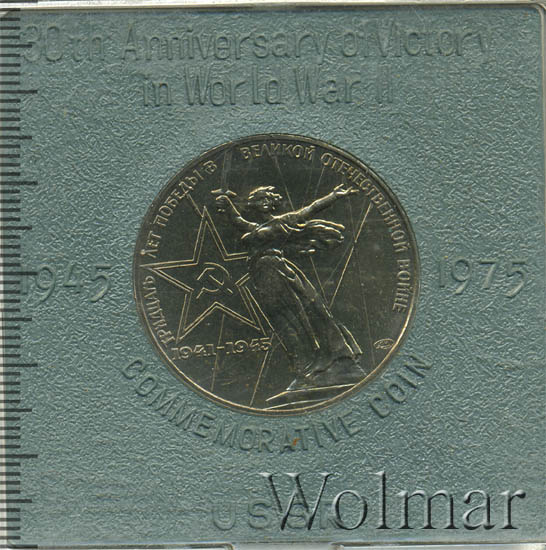 30th Anniversary of Victory
in World War II
ТРИДЦАТЬ ЛЕТ ПОБЕДЫ В ВЕЛИКОЙ ОТЕЧЕСТВЕННОЙ ВОЙНЕ
1945
1975
1941-1945
COMMEMORATIVE COIN
USSR
Wolmar